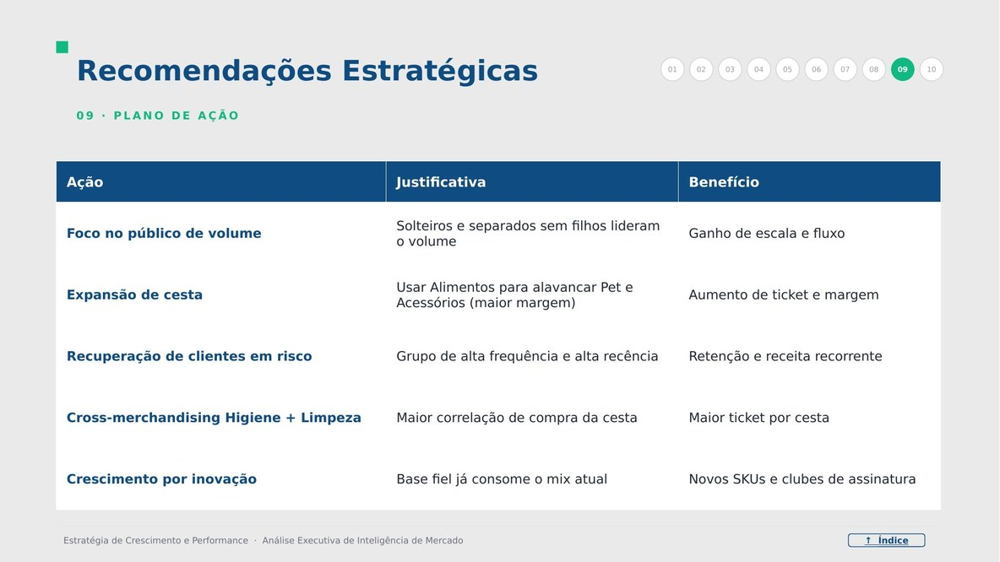 Recomendações Estratégicas
01 02 03 04 05 06 07 08 09 10
09 · PLANO DE AÇÃO
Ação Justificativa Benefício
Foco no público de volume
Solteiros e separados sem filhos lideram
o volume
Ganho de escala e fluxo
Expansão de cesta
Usar Alimentos para alavancar Pet e
Acessórios (maior margem)
Aumento de ticket e margem
Recuperação de clientes em risco
Grupo de alta frequência e alta recência
Retenção e receita recorrente
Cross-merchandising Higiene + Limpeza
Maior correlação de compra da cesta
Maior ticket por cesta
Crescimento por inovação
Base fiel já consome o mix atual
Novos SKUs e clubes de assinatura
Estratégia de Crescimento e Performance · Análise Executiva de Inteligência de Mercado
↑ Índice